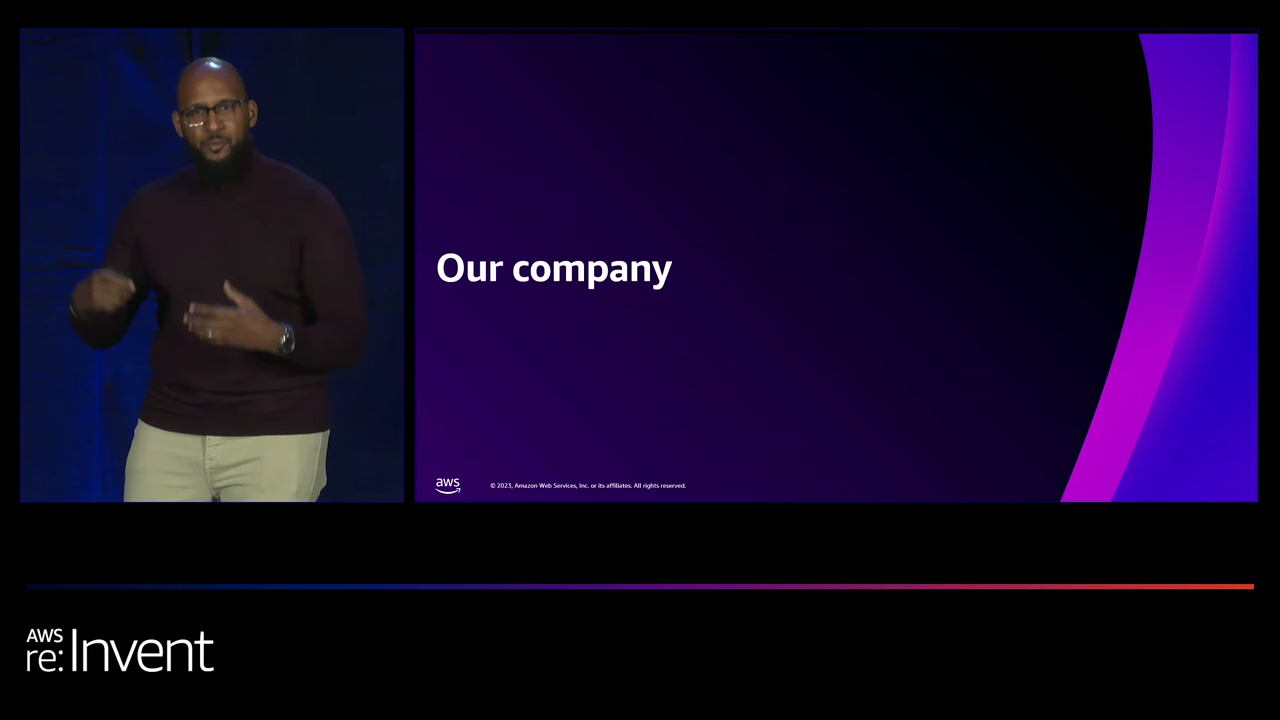 Our company
aws
© 2023, Amazon Web Services, Inc. or its affiliates. All rights reserved.
AWS
re:Invent